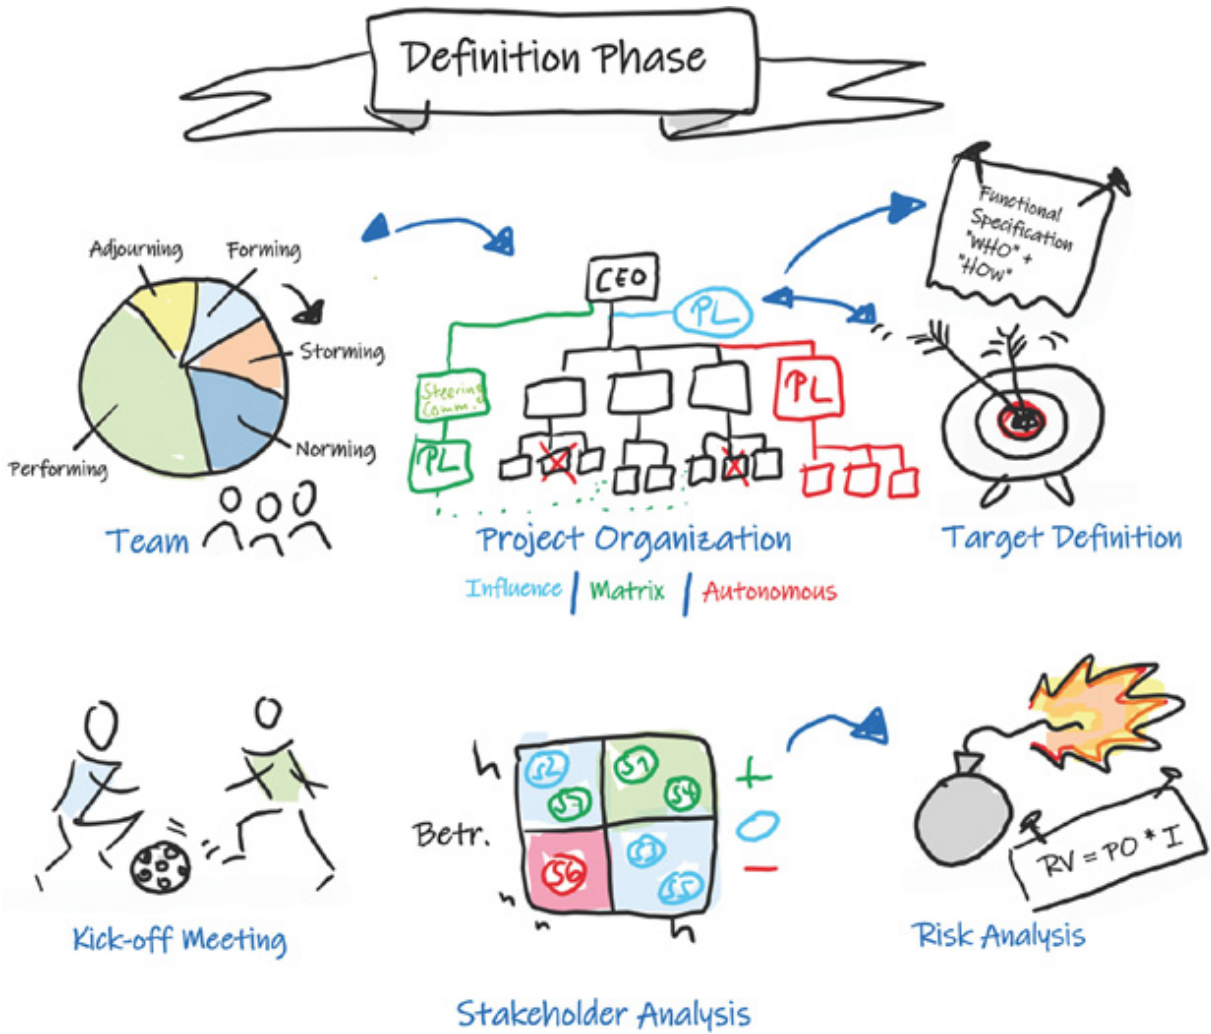 Definition Phase
Adjourning
Forming
Storming
Norming
Performing
Team
CEO
PL
Steering
Comm.
PL
PL
Project Organization
Influence | Matrix | Autonomous
Functional
Specification
"WHO" +
"HOW"
Target Definition
Kick-off Meeting
h
Betr.
n
n
h
S2
S7
S1
S4
S6
S5
+
O
−
Stakeholder Analysis
RV = PO * I
Risk Analysis